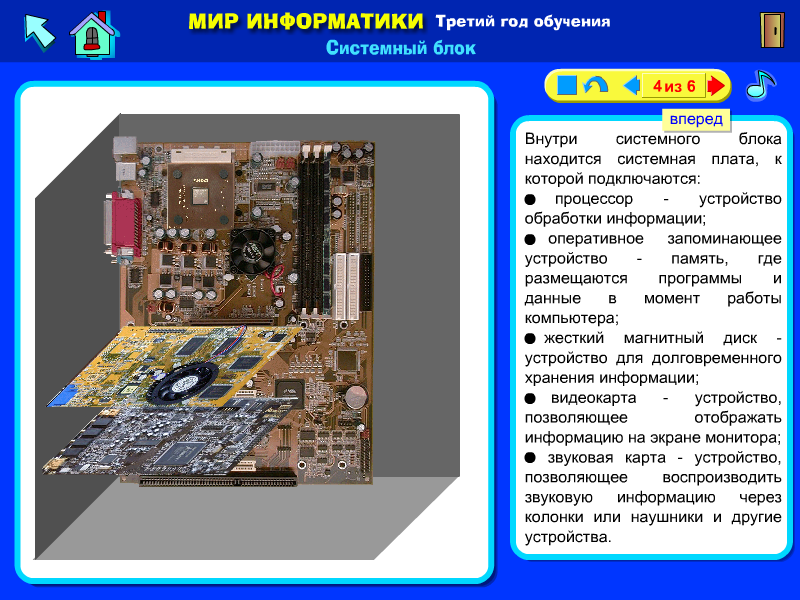 МИР ИНФОРМАТИКИ Третий год обучения
Системный блок
4 из 6
вперед
Внутри системного блока
находится системная плата, к
которой подключаются:
● процессор - устройство
обработки информации;
● оперативное запоминающее
устройство - память, где
размещаются программы и
данные в момент работы
компьютера;
● жесткий магнитный диск -
устройство для долговременного
хранения информации;
● видеокарта - устройство,
позволяющее отображать
информацию на экране монитора;
● звуковая карта - устройство,
позволяющее воспроизводить
звуковую информацию через
колонки или наушники и другие
устройства.